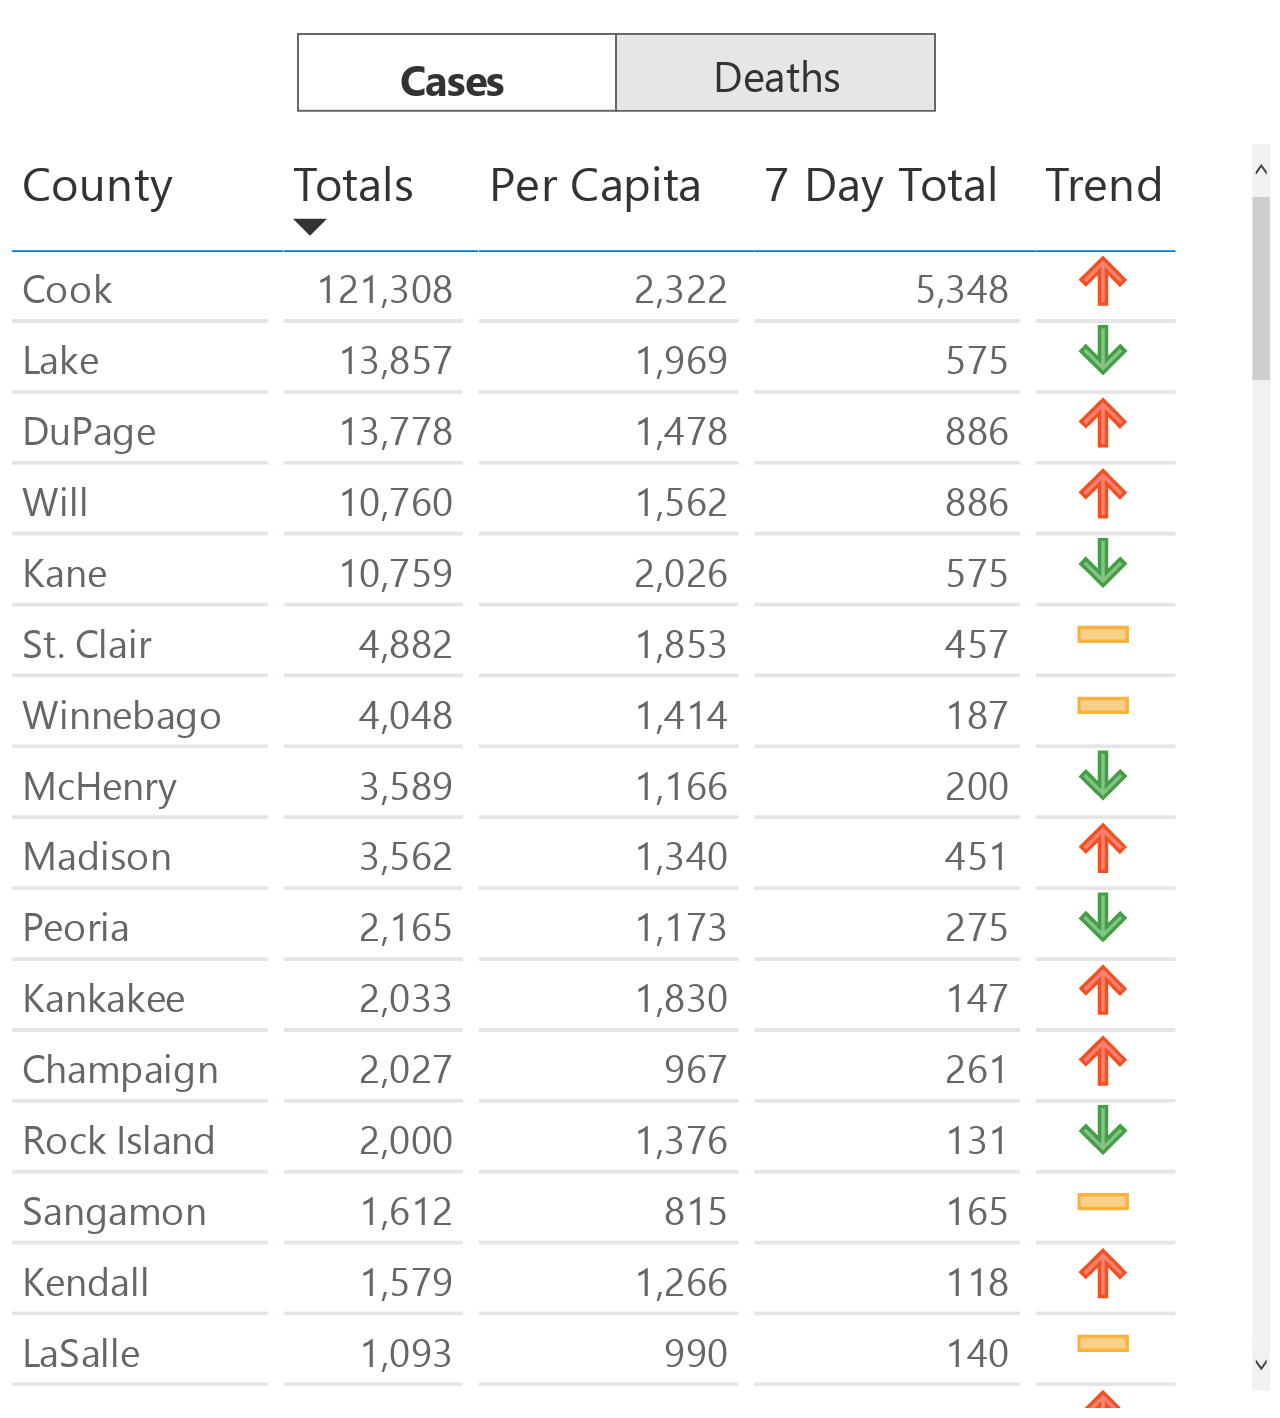 Cases Deaths
County Totals Per Capita 7 Day Total Trend
Cook 121,308 2,322 5,348
Lake 13,857 1,969 575
DuPage 13,778 1,478 886
Will 10,760 1,562 886
Kane 10,759 2,026 575
St. Clair 4,882 1,853 457
Winnebago 4,048 1,414 187
McHenry 3,589 1,166 200
Madison 3,562 1,340 451
Peoria 2,165 1,173 275
Kankakee 2,033 1,830 147
Champaign 2,027 967 261
Rock Island 2,000 1,376 131
Sangamon 1,612 815 165
Kendall 1,579 1,266 118
LaSalle 1,093 990 140